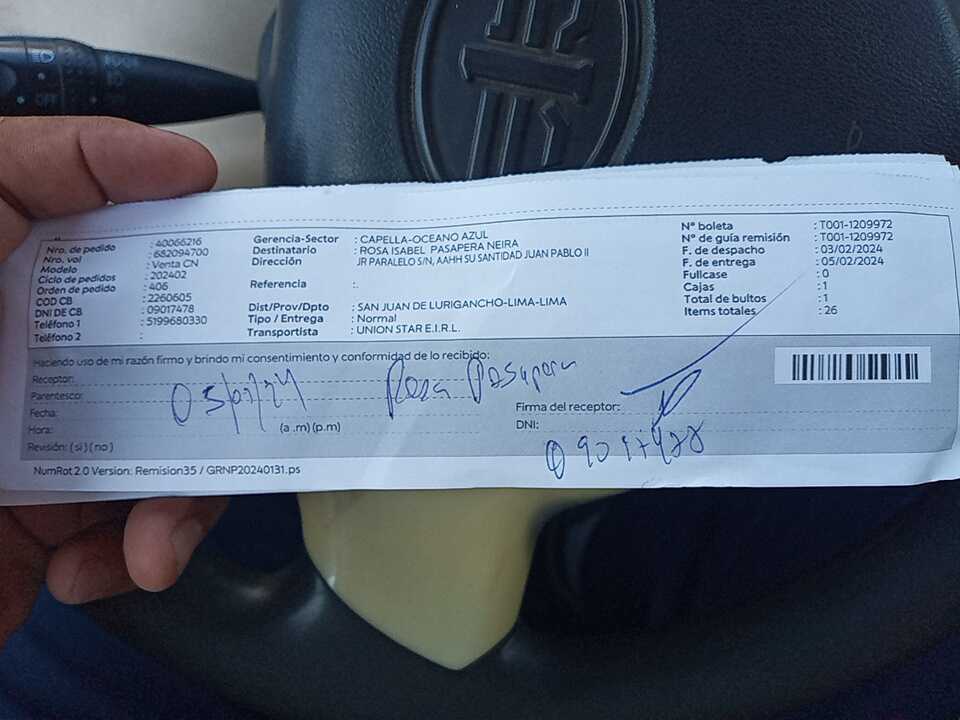 OFF
Nro. de pedido : 40066216
Nro. vol : 682094700
Modelo : Venta CN
Ciclo de pedidos : 202402
Orden de pedido : 406
COD CB : 2260605
DNI DE CB : 09017478
Teléfono 1 : 5199680330
Teléfono 2 :
Gerencia-Sector : CAPELLA-OCEANO AZUL
Destinatario : ROSA ISABEL PASAPERA NEIRA
Dirección : JR PARALELO S/N, AAHH SU SANTIDAD JUAN PABLO II
Referencia :.
Dist/Prov/Dpto : SAN JUAN DE LURIGANCHO-LIMA-LIMA
Tipo / Entrega : Normal
Transportista : UNION STAR E.I.R.L.
N° boleta : T001-1209972
N° de guía remisión : T001-1209972
F. de despacho : 03/02/2024
F. de entrega : 05/02/2024
Fullcase : 0
Cajas : 1
Total de bultos : 1
Items totales : 26
Haciendo uso de mi razón firmo y brindo mi consentimiento y conformidad de lo recibido:
Receptor: Rosa Pasapera
Parentesco:
Fecha: 05/02/24
Hora: (a .m) (p.m)
Revisión: ( si ) ( no )
Firma del receptor:
DNI: 09017478
NumRot 2.0 Version: Remision35 / GRNP20240131.ps